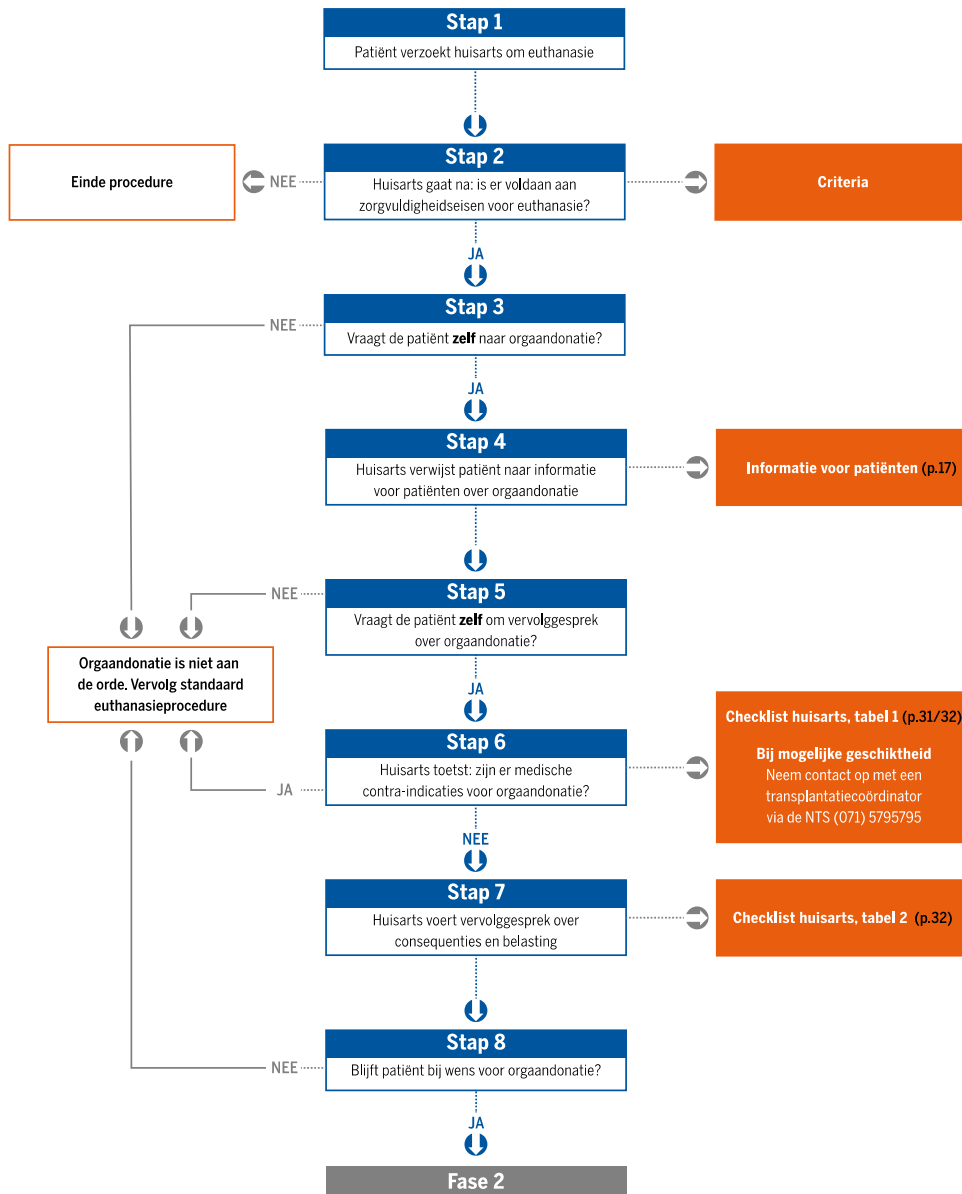 Stap 1
Patiënt verzoekt huisarts om euthanasie
Stap 2
Huisarts gaat na: is er voldaan aan
zorgvuldigheidseisen voor euthanasie?
NEE
Einde procedure
Criteria
JA
Stap 3
Vraagt de patiënt zelf naar orgaandonatie?
NEE
JA
Stap 4
Huisarts verwijst patiënt naar informatie
voor patiënten over orgaandonatie
Informatie voor patiënten (p.17)
Stap 5
Vraagt de patiënt zelf om vervolggesprek
over orgaandonatie?
NEE
Orgaandonatie is niet aan
de orde. Vervolg standaard
euthanasieprocedure
JA
Stap 6
Huisarts toetst: zijn er medische
contra-indicaties voor orgaandonatie?
JA
Checklist huisarts, tabel 1 (p.31/32)
Bij mogelijke geschiktheid
Neem contact op met een
transplantatiecoördinator
via de NTS (071) 5795795
NEE
Stap 7
Huisarts voert vervolggesprek over
consequenties en belasting
Checklist huisarts, tabel 2 (p.32)
Stap 8
Blijft patiënt bij wens voor orgaandonatie?
NEE
JA
Fase 2